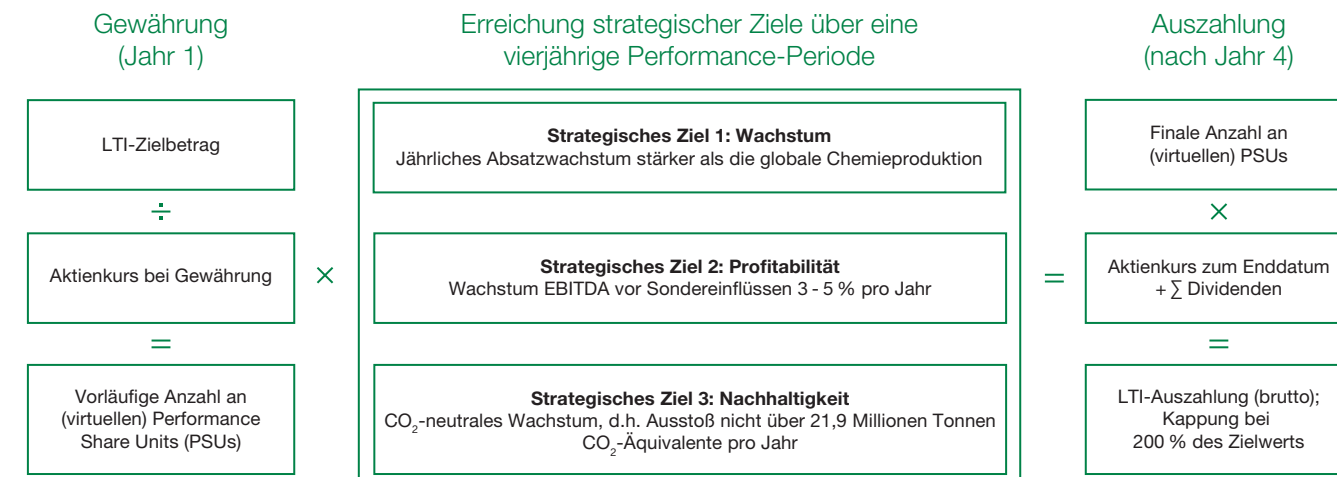 Gewährung
(Jahr 1)
LTI-Zielbetrag
÷
Aktienkurs bei Gewährung
=
Vorläufige Anzahl an
(virtuellen) Performance
Share Units (PSUs)
×
Erreichung strategischer Ziele über eine
vierjährige Performance-Periode
Strategisches Ziel 1: Wachstum
Jährliches Absatzwachstum stärker als die globale Chemieproduktion
Strategisches Ziel 2: Profitabilität
Wachstum EBITDA vor Sondereinflüssen 3 - 5 % pro Jahr
Strategisches Ziel 3: Nachhaltigkeit
CO₂-neutrales Wachstum, d.h. Ausstoß nicht über 21,9 Millionen Tonnen
CO₂-Äquivalente pro Jahr
=
Auszahlung
(nach Jahr 4)
Finale Anzahl an
(virtuellen) PSUs
×
Aktienkurs zum Enddatum
+ ∑ Dividenden
=
LTI-Auszahlung (brutto);
Kappung bei
200 % des Zielwerts